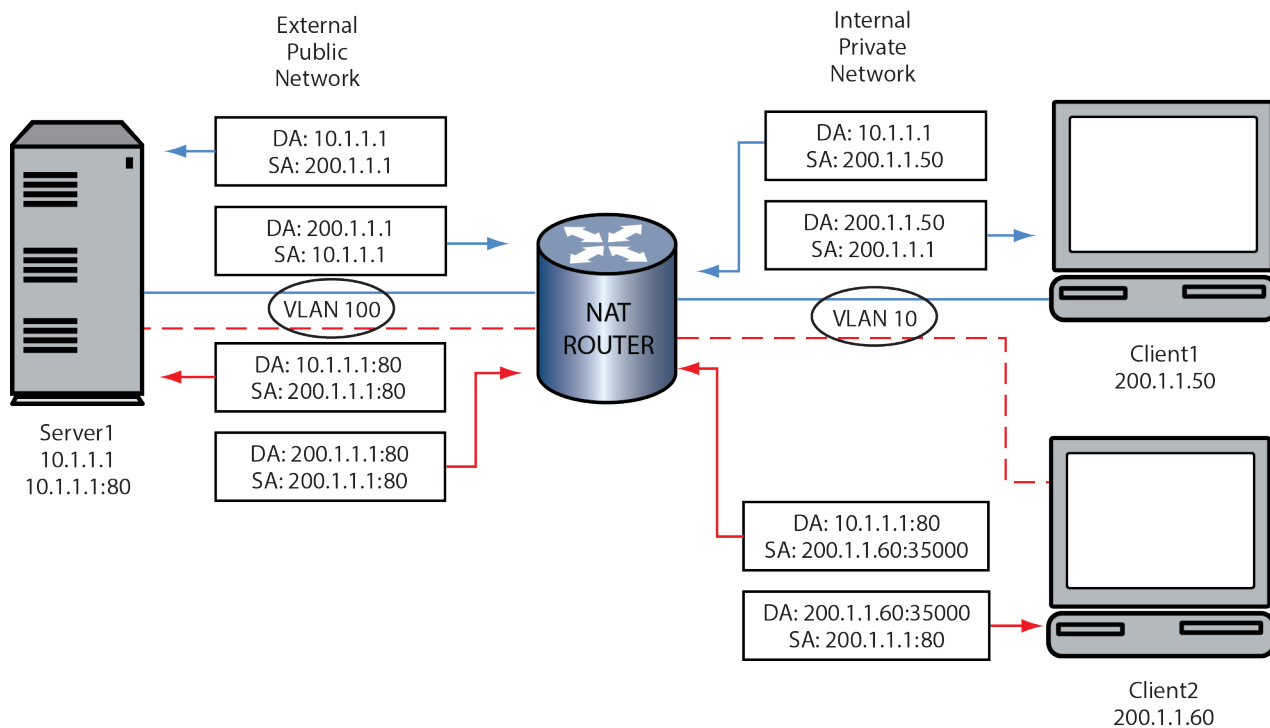 External
Public
Network
Internal
Private
Network
DA: 10.1.1.1
SA: 200.1.1.1
DA: 10.1.1.1
SA: 200.1.1.50
DA: 200.1.1.1
SA: 10.1.1.1
DA: 200.1.1.50
SA: 200.1.1.1
VLAN 100
NAT
ROUTER
VLAN 10
DA: 10.1.1.1:80
SA: 200.1.1.1:80
DA: 200.1.1.1:80
SA: 200.1.1.1:80
Server1
10.1.1.1
10.1.1.1:80
Client1
200.1.1.50
DA: 10.1.1.1:80
SA: 200.1.1.60:35000
DA: 200.1.1.60:35000
SA: 200.1.1.1:80
Client2
200.1.1.60